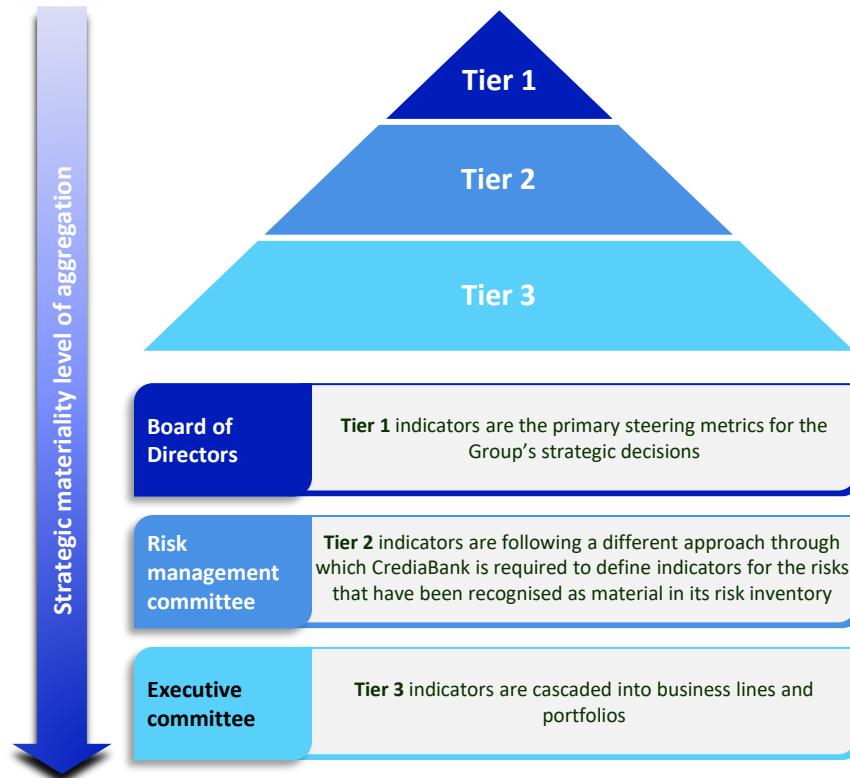 Strategic materiality level of aggregation
Tier 1
Tier 2
Tier 3
Board of
Directors
Tier 1 indicators are the primary steering metrics for the
Group’s strategic decisions
Risk
management
committee
Tier 2 indicators are following a different approach through
which CrediaBank is required to define indicators for the risks
that have been recognised as material in its risk inventory
Executive
committee
Tier 3 indicators are cascaded into business lines and
portfolios